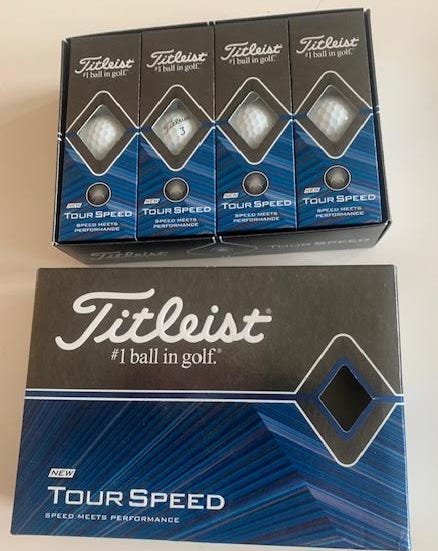 Titleist
#1 ball in golf.®
Titleist
#1 ball in golf.®
Titleist
#1 ball in golf.®
Titleist
#1 ball in golf.®
Titleist
3
NEW
TOUR SPEED
SPEED MEETS
PERFORMANCE
NEW
TOUR SPEED
SPEED MEETS
PERFORMANCE
NEW
TOUR SPEED
SPEED MEETS
PERFORMANCE
NEW
TOUR SPEED
SPEED MEETS
PERFORMANCE
Titleist
TOUR SPEED
Titleist®
#1 ball in golf.®
NEW
TOUR SPEED
SPEED MEETS PERFORMANCE